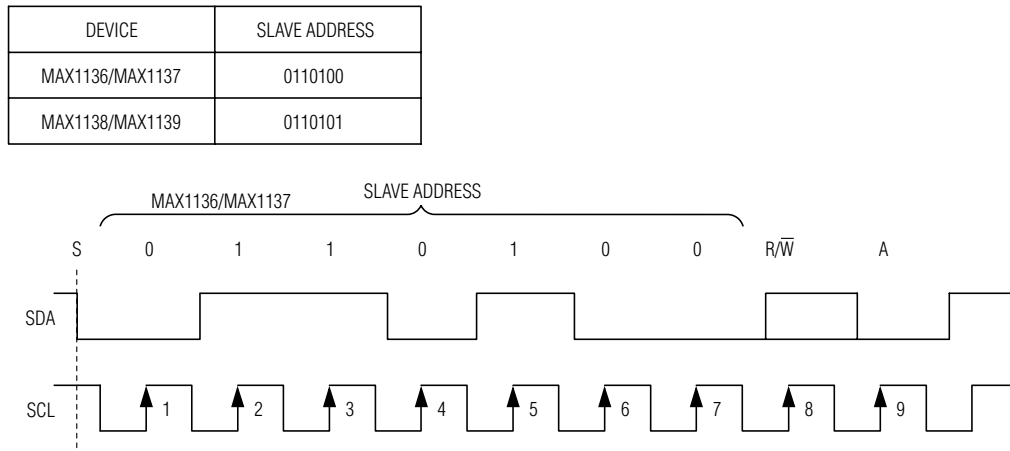 DEVICE SLAVE ADDRESS
MAX1136/MAX1137 0110100
MAX1138/MAX1139 0110101
SLAVE ADDRESS
MAX1136/MAX1137
S 0 1 1 0 1 0 0 R/W̅ A
SDA
SCL 1 2 3 4 5 6 7 8 9